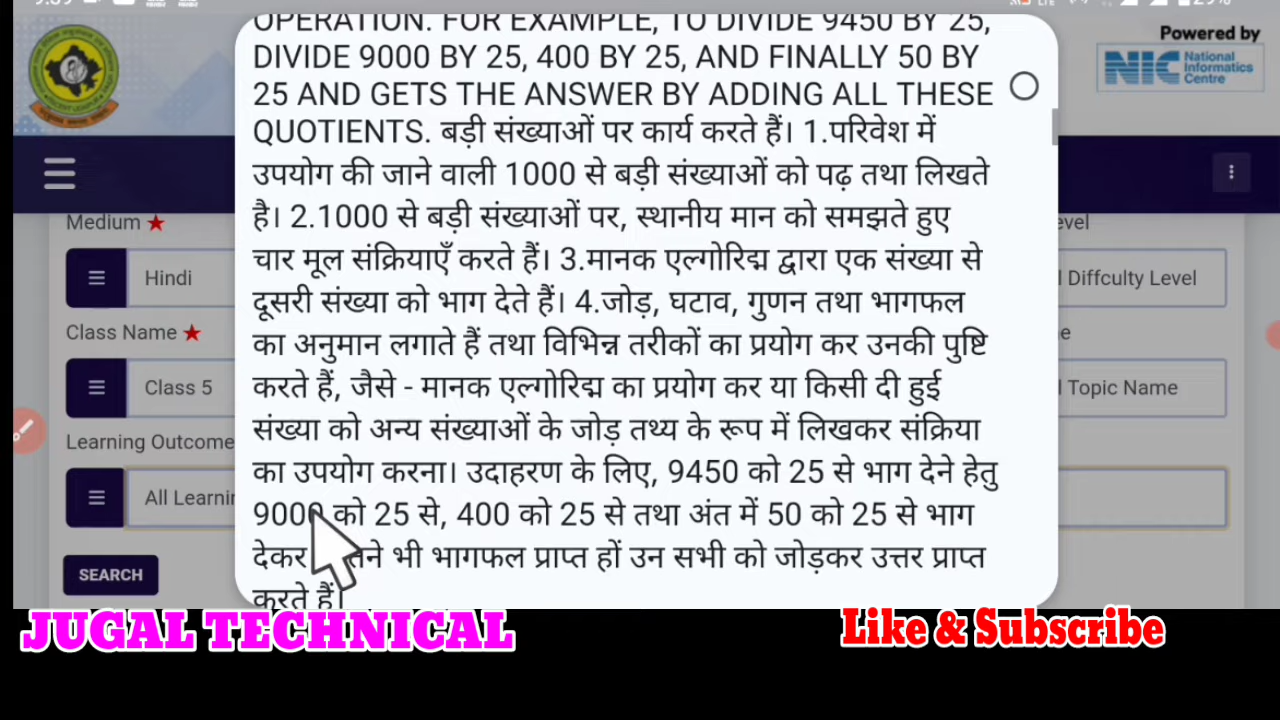 OPERATION. FOR EXAMPLE, TO DIVIDE 9450 BY 25,
DIVIDE 9000 BY 25, 400 BY 25, AND FINALLY 50 BY
25 AND GETS THE ANSWER BY ADDING ALL THESE
QUOTIENTS. बड़ी संख्याओं पर कार्य करते हैं। 1.परिवेश में
उपयोग की जाने वाली 1000 से बड़ी संख्याओं को पढ़ तथा लिखते
है। 2.1000 से बड़ी संख्याओं पर, स्थानीय मान को समझते हुए
चार मूल संक्रियाएँ करते हैं। 3.मानक एल्गोरिद्म द्वारा एक संख्या से
दूसरी संख्या को भाग देते हैं। 4.जोड़, घटाव, गुणन तथा भागफल
का अनुमान लगाते हैं तथा विभिन्न तरीकों का प्रयोग कर उनकी पुष्टि
करते हैं, जैसे - मानक एल्गोरिद्म का प्रयोग कर या किसी दी हुई
संख्या को अन्य संख्याओं के जोड़ तथ्य के रूप में लिखकर संक्रिया
का उपयोग करना। उदाहरण के लिए, 9450 को 25 से भाग देने हेतु
9000 को 25 से, 400 को 25 से तथा अंत में 50 को 25 से भाग
देकर भी भागफल प्राप्त हों उन सभी को जोड़कर उत्तर प्राप्त
करते हैं।
Powered by
NIC National
Informatics
Centre
Medium ★
Hindi
Class Name ★
Class 5
Learning Outcome
All
SEARCH
Diffculty Level
Topic Name
JUGAL TECHNICAL
Like & Subscribe